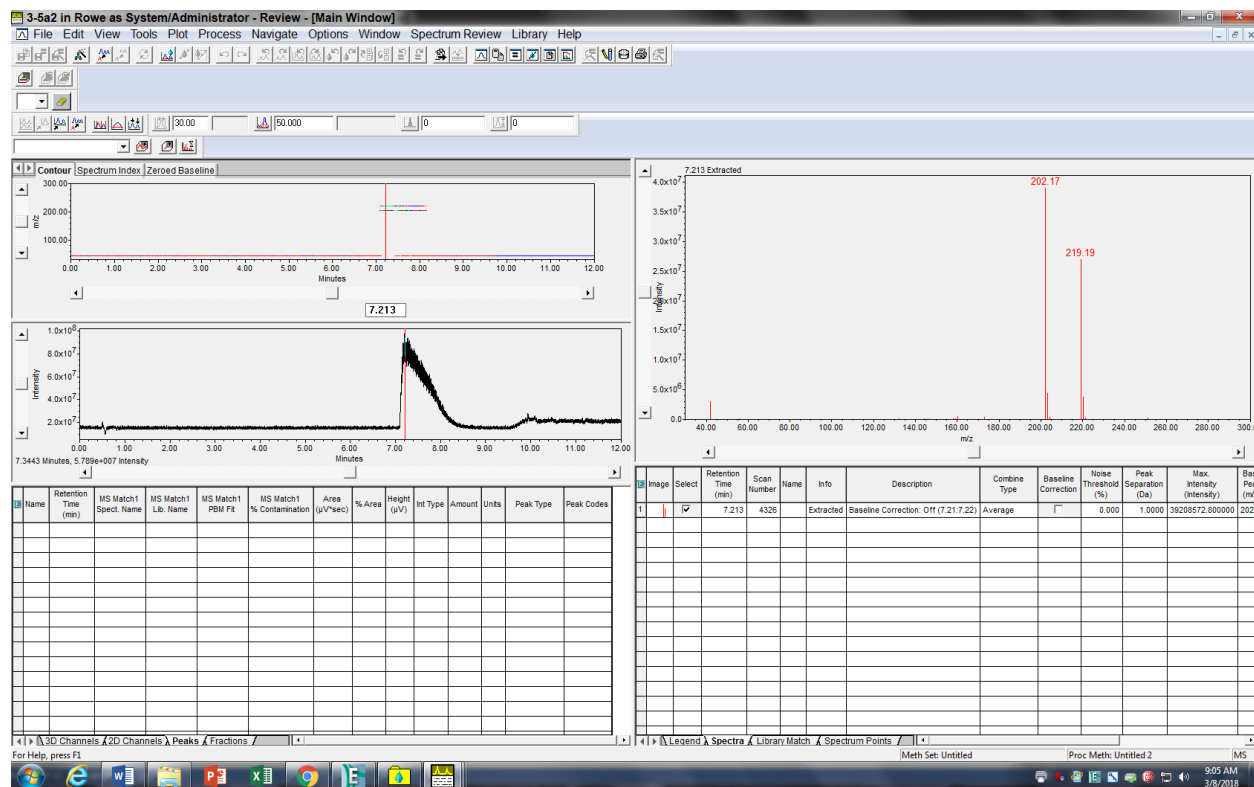 3-5a2 in Rowe as System/Administrator - Review - [Main Window]
File Edit View Tools Plot Process Navigate Options Window Spectrum Review Library Help
30.00 50.000 0 0
Contour Spectrum Index Zeroed Baseline
300.00
200.00
100.00
m/z
0.00 1.00 2.00 3.00 4.00 5.00 6.00 7.00 8.00 9.00 10.00 11.00 12.00
Minutes
7.213
1.0x10^8
8.0x10^7
6.0x10^7
4.0x10^7
2.0x10^7
Intensity
0.00 1.00 2.00 3.00 4.00 5.00 6.00 7.00 8.00 9.00 10.00 11.00 12.00
Minutes
7.3443 Minutes, 5.789e+007 Intensity
Name Retention Time (min) MS Match1 Spect. Name MS Match1 Lib. Name MS Match1 PBM Fit MS Match1 % Contamination Area (µV*sec) % Area Height (µV) Int Type Amount Units Peak Type Peak Codes
3D Channels 2D Channels Peaks Fractions
7.213 Extracted
202.17
219.19
4.0x10^7
3.5x10^7
3.0x10^7
2.5x10^7
2.0x10^7
1.5x10^7
1.0x10^7
5.0x10^6
0.0
Intensity
40.00 60.00 80.00 100.00 120.00 140.00 160.00 180.00 200.00 220.00 240.00 260.00 280.00 300.
m/z
Image Select Retention Time (min) Scan Number Name Info Description Combine Type Baseline Correction Noise Threshold (%) Peak Separation (Da) Max. Intensity (Intensity) Bas Pea (m/
1 7.213 4326 Extracted Baseline Correction: Off (7.21:7.22) Average 0.000 1.0000 39208572.800000 202
Legend Spectra Library Match Spectrum Points
For Help, press F1
Meth Set: Untitled Proc Meth: Untitled 2 MS
9:05 AM
3/8/2018